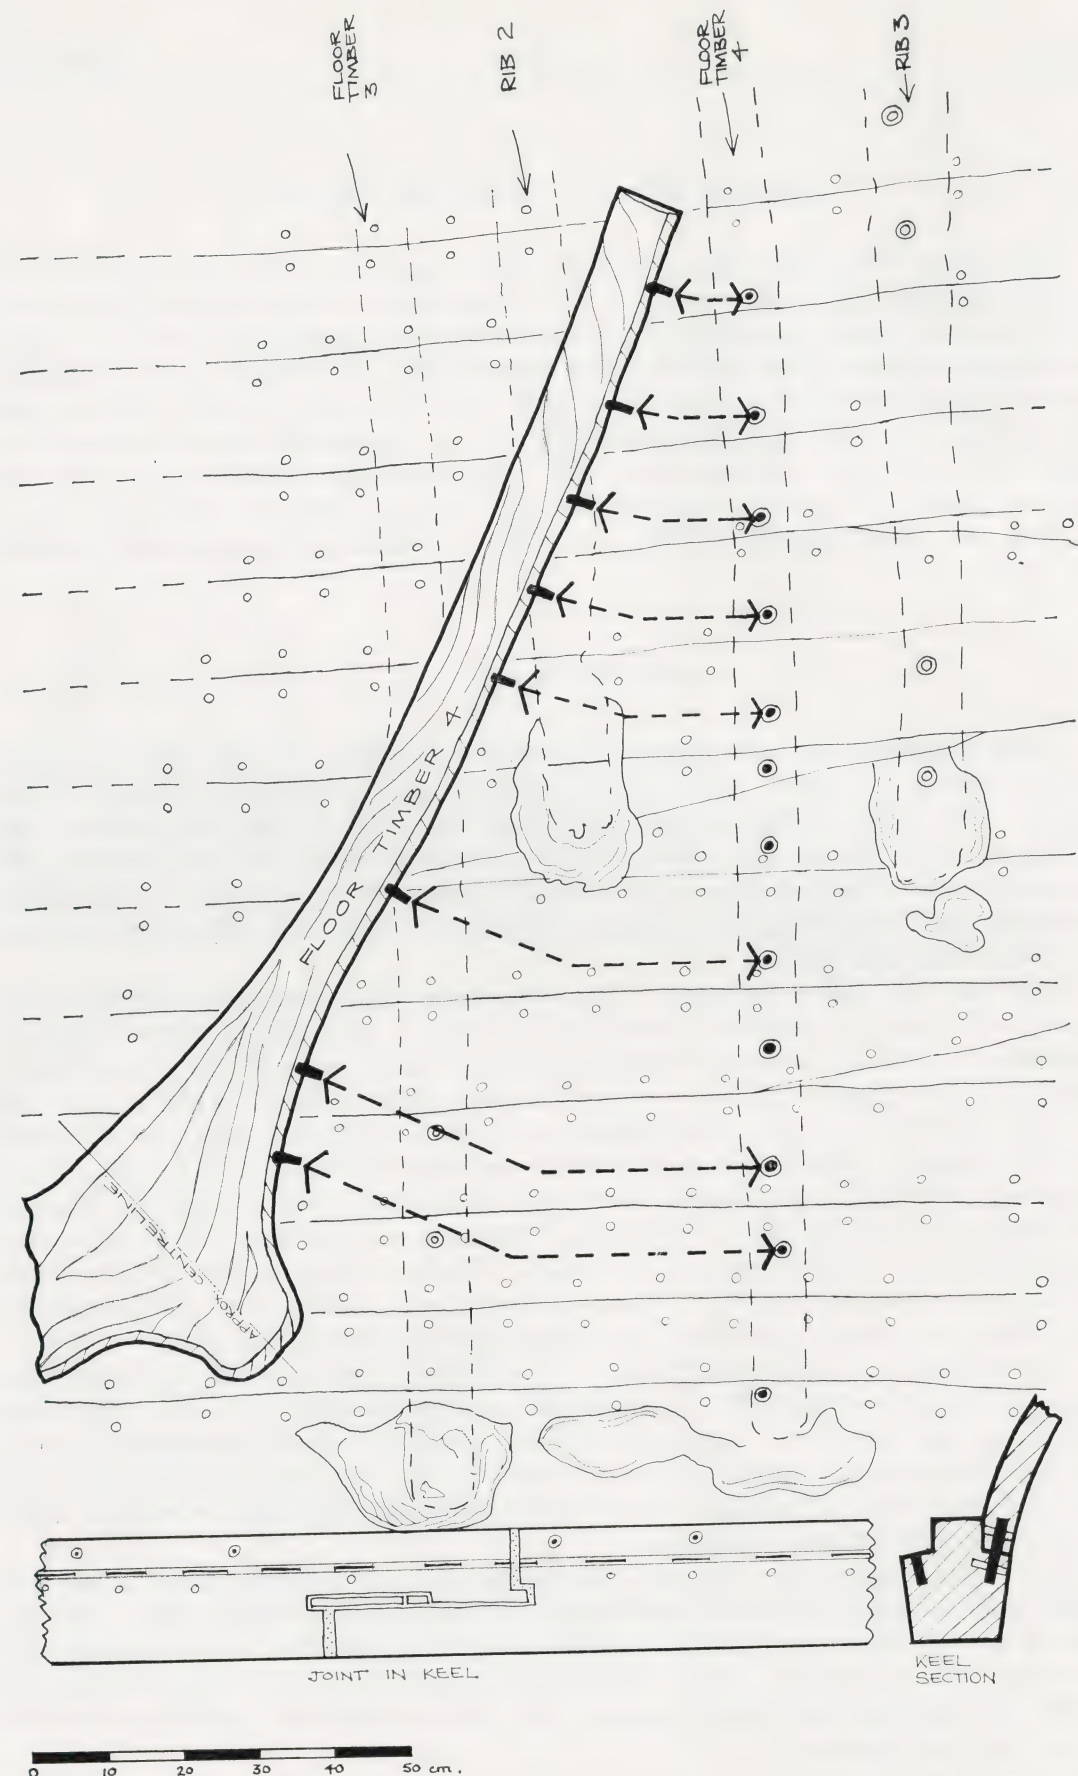 FLOOR
TIMBER
3
RIB 2
FLOOR
TIMBER
4
RIB 3
FLOOR TIMBER 4
APPROX. CENTRELINE
JOINT IN KEEL
KEEL
SECTION
0 10 20 30 40 50 cm.